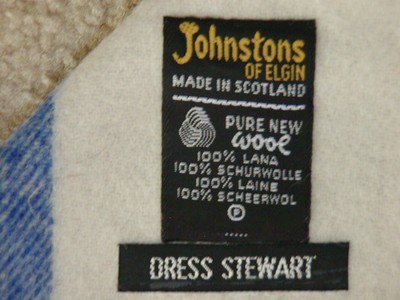 Johnstons
OF ELGIN
MADE IN SCOTLAND
PURE NEW
wool
100% LANA
100% SCHURWOLLE
100% LAINE
100% SCHEERWOL
P
DRESS STEWART